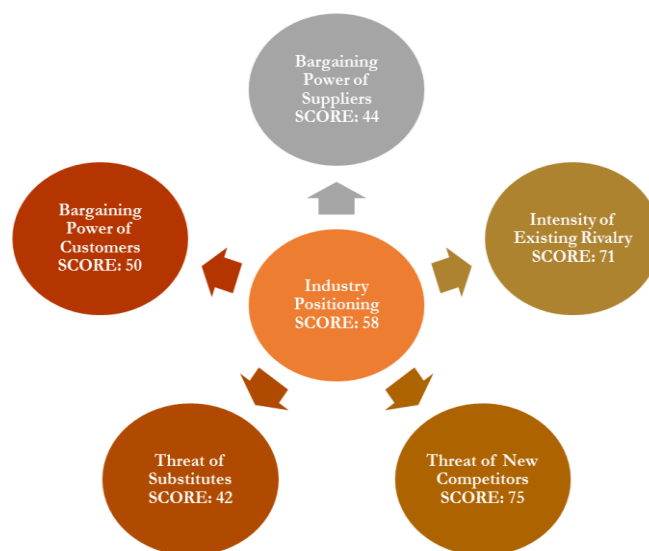 Bargaining
Power of
Suppliers
SCORE: 44
Bargaining
Power of
Customers
SCORE: 50
Intensity of
Existing Rivalry
SCORE: 71
Industry
Positioning
SCORE: 58
Threat of
Substitutes
SCORE: 42
Threat of New
Competitors
SCORE: 75